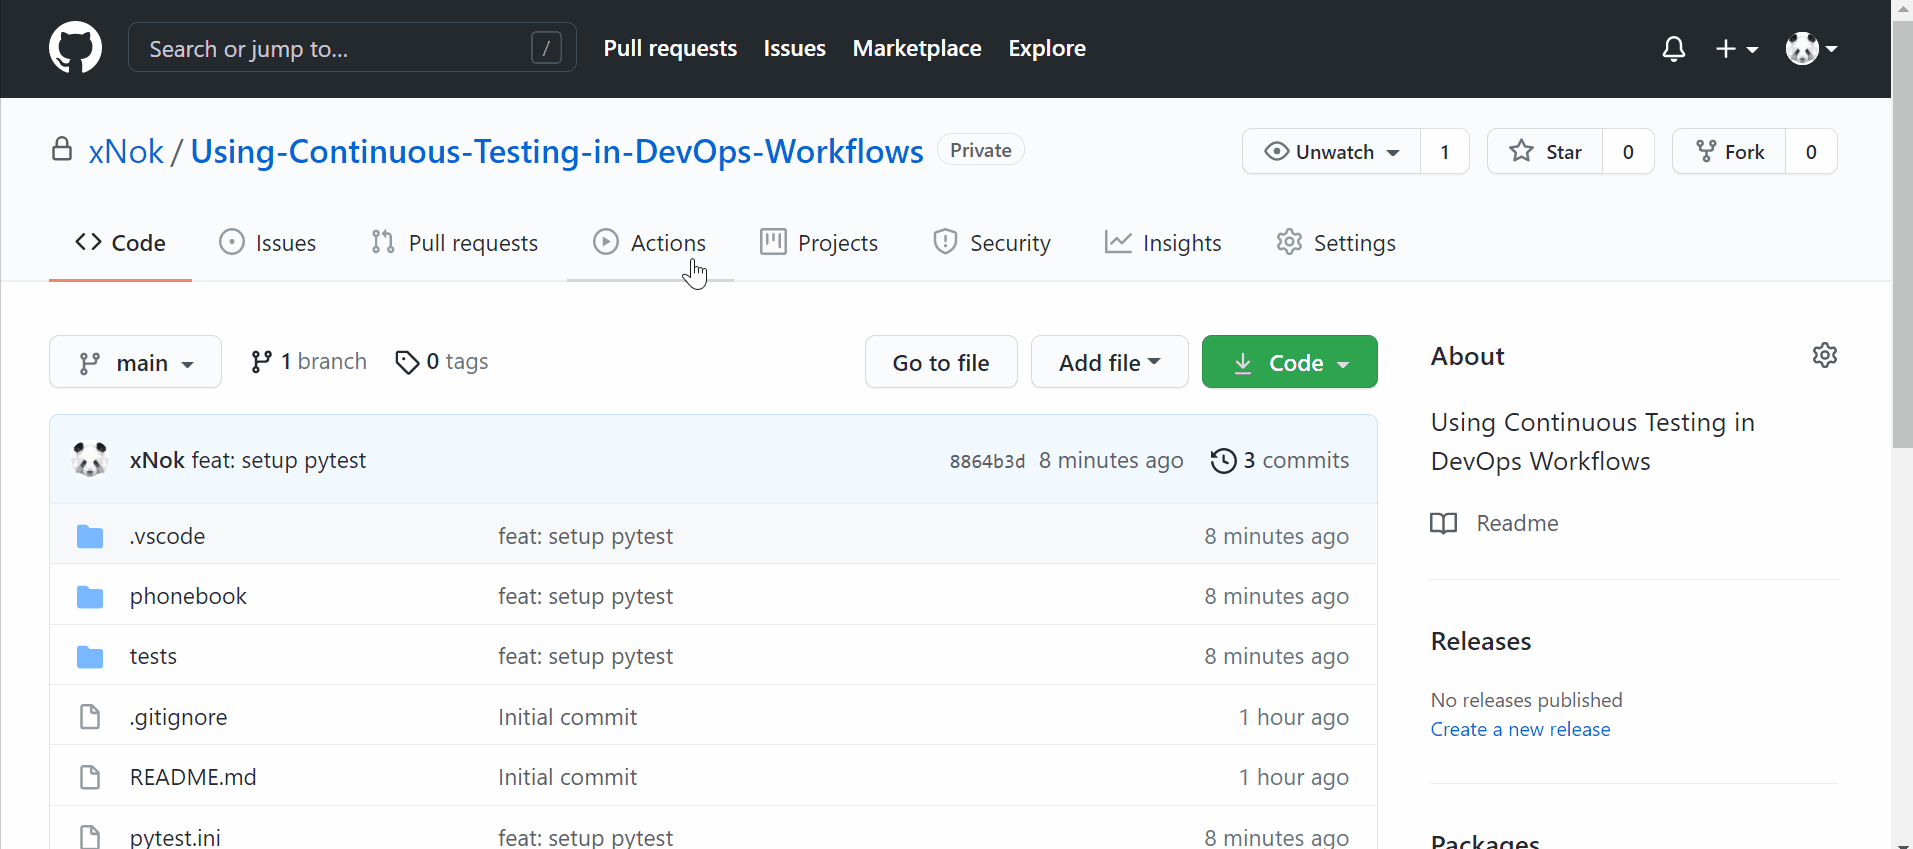 Search or jump to... /
Pull requests Issues Marketplace Explore
xNok / Using-Continuous-Testing-in-DevOps-Workflows Private
Unwatch 1 Star 0 Fork 0
Code Issues Pull requests Actions Projects Security Insights Settings
main 1 branch 0 tags Go to file Add file Code
xNok feat: setup pytest 8864b3d 8 minutes ago 3 commits
.vscode feat: setup pytest 8 minutes ago
phonebook feat: setup pytest 8 minutes ago
tests feat: setup pytest 8 minutes ago
.gitignore Initial commit 1 hour ago
README.md Initial commit 1 hour ago
pytest.ini feat: setup pytest 8 minutes ago
About
Using Continuous Testing in
DevOps Workflows
Readme
Releases
No releases published
Create a new release
Packages